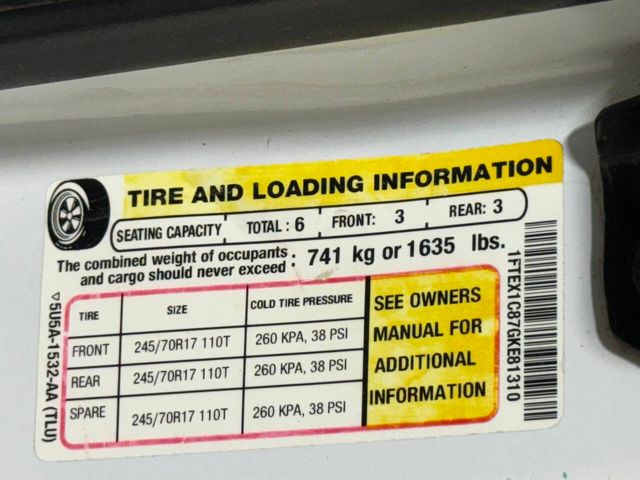 TIRE AND LOADING INFORMATION
SEATING CAPACITY TOTAL : 6 FRONT: 3 REAR: 3
The combined weight of occupants
and cargo should never exceed : 741 kg or 1635 lbs.
TIRE SIZE COLD TIRE PRESSURE
FRONT 245/70R17 110T 260 KPA, 38 PSI
REAR 245/70R17 110T 260 KPA, 38 PSI
SPARE 245/70R17 110T 260 KPA, 38 PSI
SEE OWNERS
MANUAL FOR
ADDITIONAL
INFORMATION
▽5U5A-1532-AA (TLU)
1FTEX1C87GKE81310